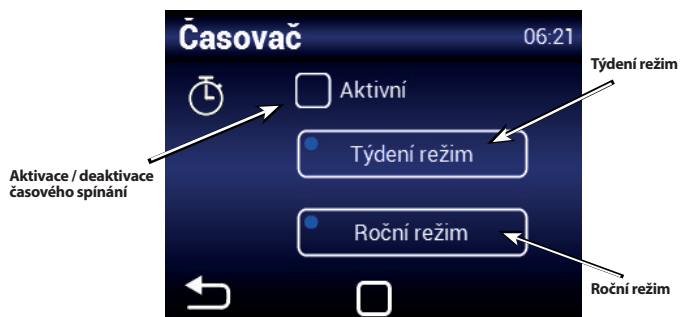 Časovač
06:21
Týdení režim
Aktivní
Týdení režim
Aktivace / deaktivace
časového spínání
Roční režim
Roční režim